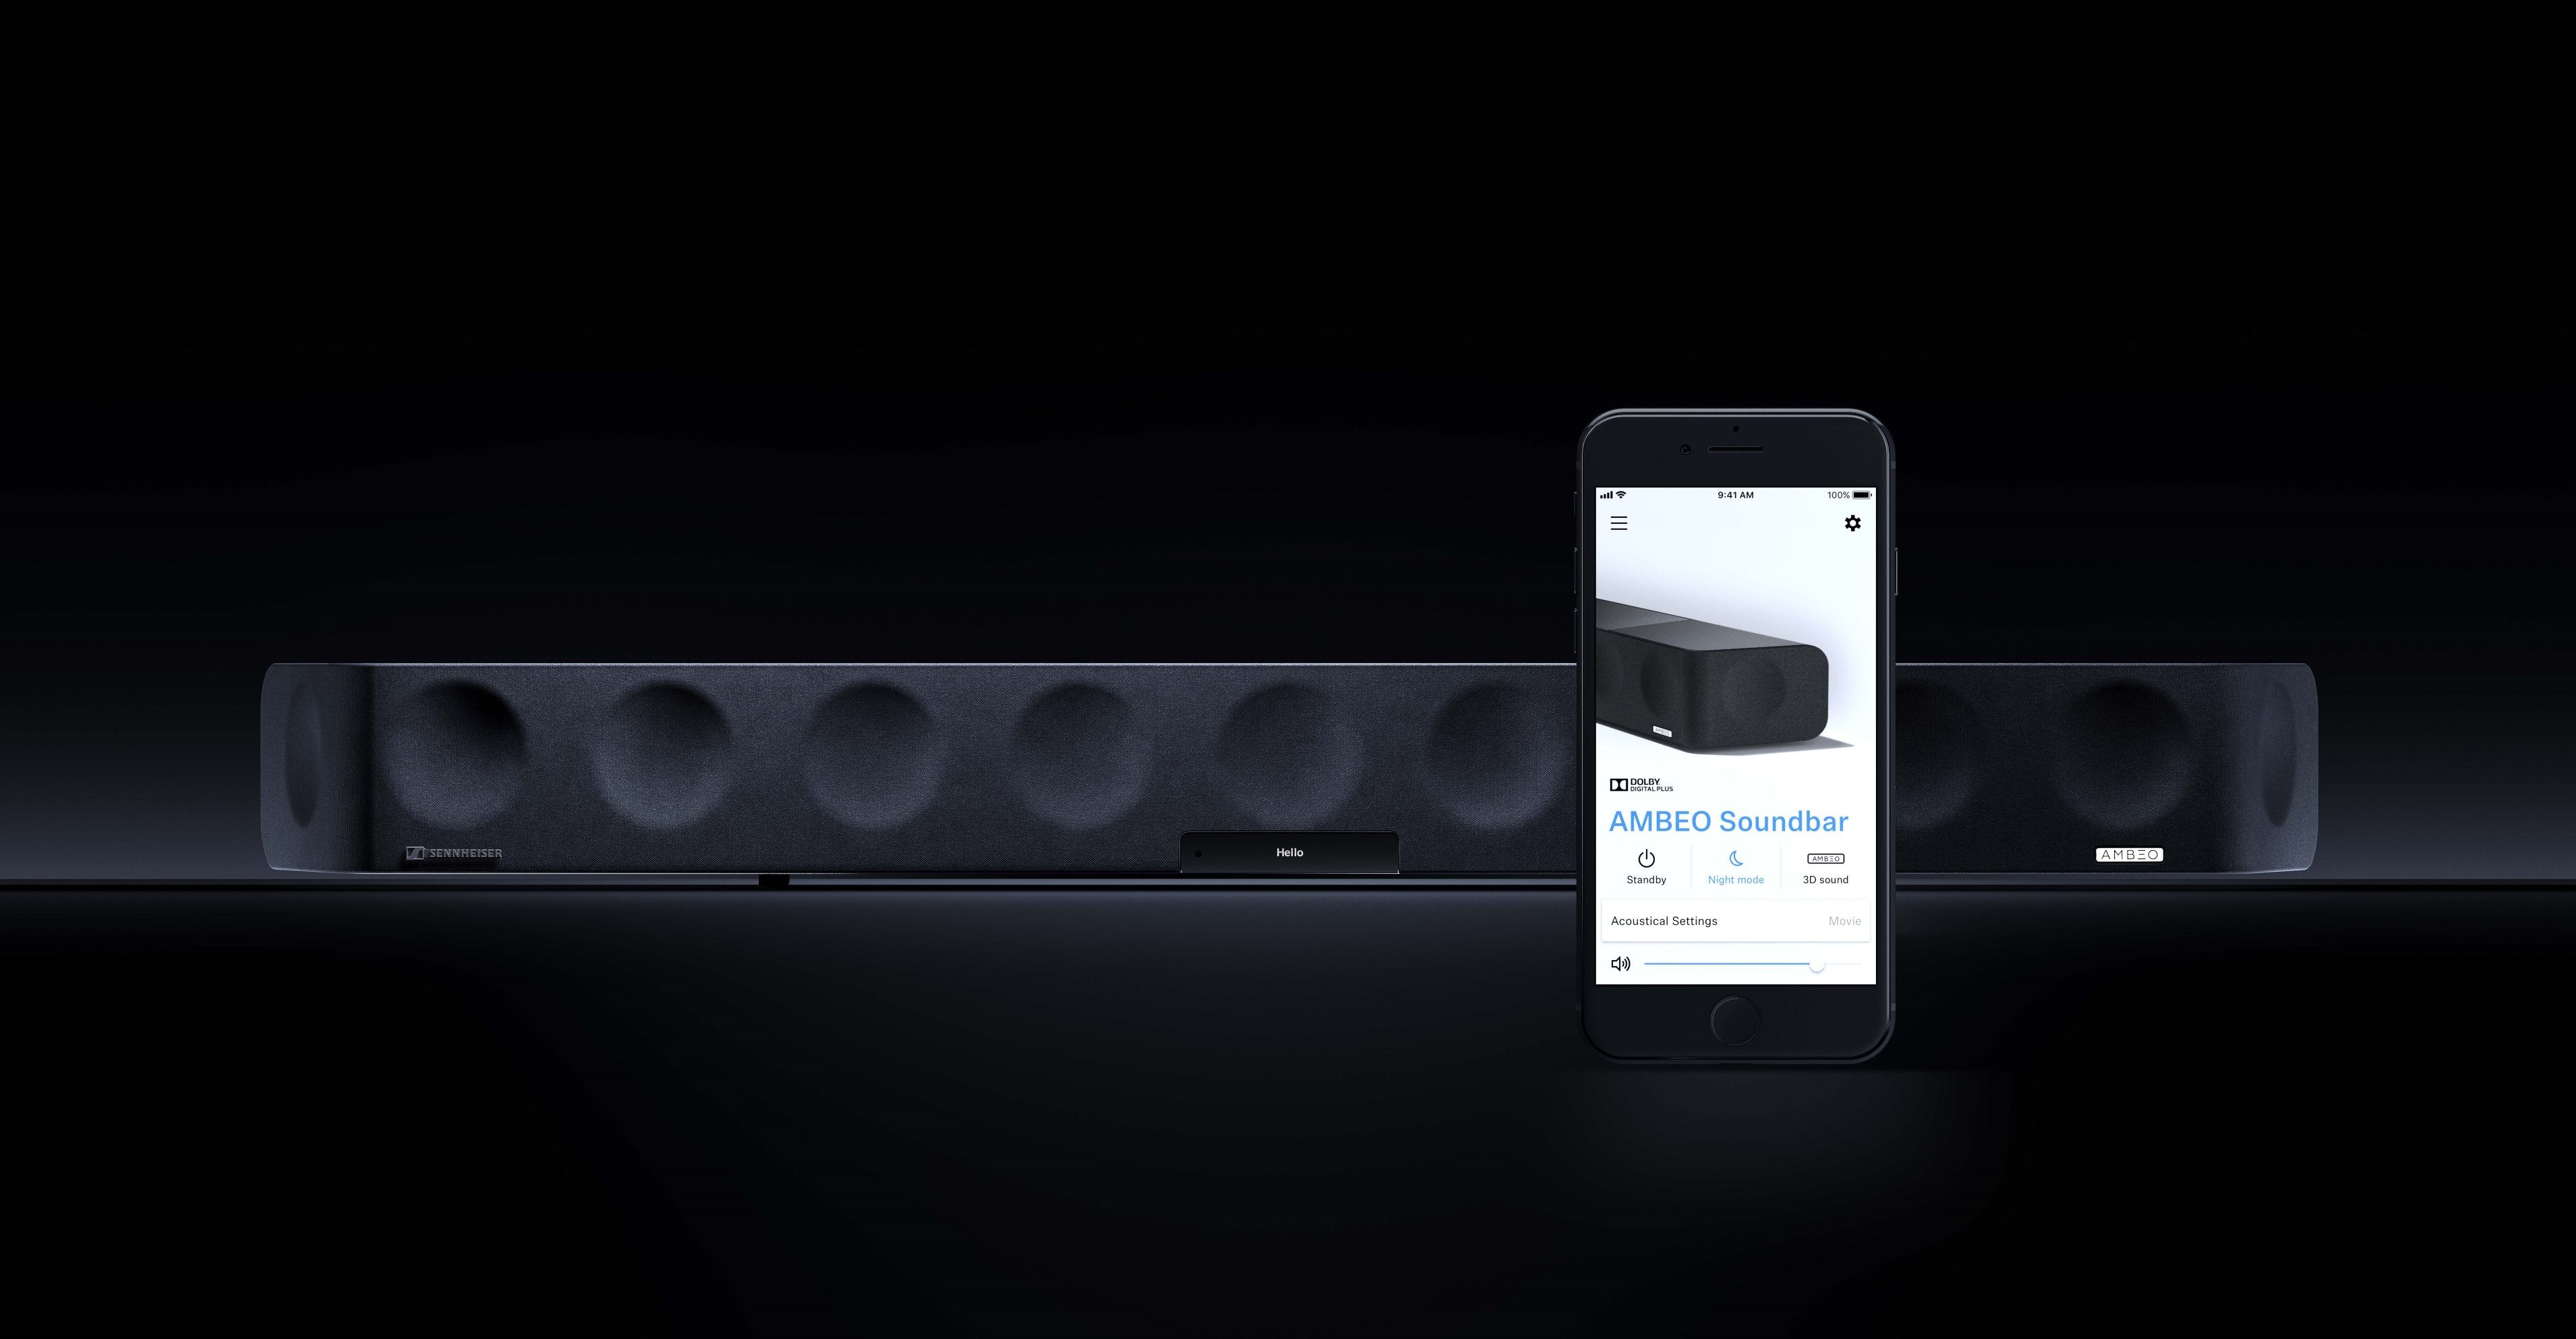 9:41 AM
100%
DOLBY
DIGITAL PLUS
AMBEO Soundbar
Standby
Night mode
AMBEO
3D sound
Acoustical Settings
Movie
SENNHEISER
Hello
AMBEO